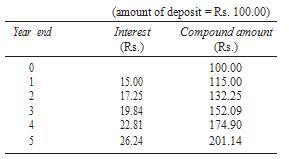 (amount of deposit = Rs. 100.00)
Year end Interest Compound amount
(Rs.) (Rs.)
0 100.00
1 15.00 115.00
2 17.25 132.25
3 19.84 152.09
4 22.81 174.90
5 26.24 201.14